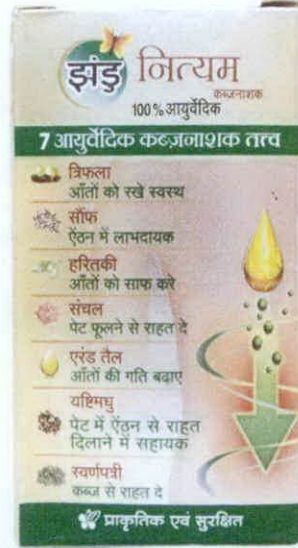 झंडु नित्यम
कब्ज़नाशक
100% आयुर्वेदिक
7 आयुर्वेदिक कब्ज़नाशक तत्त्व
त्रिफला
आँतों को रखे स्वस्थ
सौंफ
ऐंठन में लाभदायक
हरितकी
आँतों को साफ करे
संचल
पेट फूलने से राहत दे
एरंड तैल
आँतों की गति बढाए
यष्टिमधु
पेट में ऐंठन से राहत
दिलाने में सहायक
स्वर्णपत्री
कब्ज से राहत दे
प्राकृतिक एवं सुरक्षित